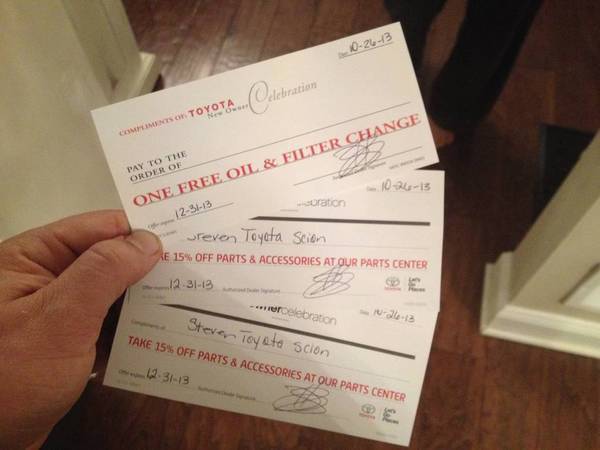 Date 10-26-13
COMPLIMENTS OF: TOYOTA New Owner Celebration
PAY TO THE
ORDER OF
ONE FREE OIL & FILTER CHANGE
Offer expires 12-31-13
Date 10-26-13
Steven Toyota Scion
15% OFF PARTS & ACCESSORIES AT OUR PARTS CENTER
Offer expires 12-31-13 Authorized Dealer Signature TOYOTA Let's Go Places
celebration Date 10-26-13
Compliments of Steven Toyota Scion
TAKE 15% OFF PARTS & ACCESSORIES AT OUR PARTS CENTER
Offer expires 12-31-13 Authorized Dealer Signature TOYOTA Let's Go Places